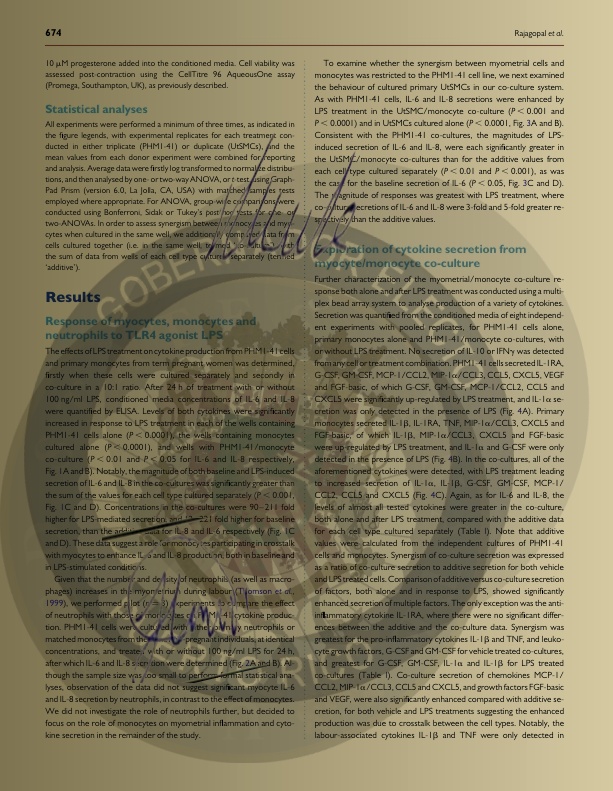 674
Rajagopal et al.
10 μM progesterone added into the conditioned media. Cell viability was
assessed post-contraction using the CellTitre 96 AqueousOne assay
(Promega, Southampton, UK), as previously described.
Statistical analyses
All experiments were performed a minimum of three times, as indicated in
the figure legends, with experimental replicates for each treatment con-
ducted in either triplicate (PHM1-41) or duplicate (UtSMCs), and the
mean values from each donor experiment were combined for reporting
and analysis. Average data were firstly log transformed to normalize distribu-
tions, and then analysed by one- or two-way ANOVA, or t-test, using Graph-
Pad Prism (version 6.0, La Jolla, CA, USA) with matched samples tests
employed where appropriate. For ANOVA, group-wise comparisons were
conducted using Bonferroni, Sidak or Tukey's post hoc tests for one- or
two-ANOVAs. In order to assess synergism between monocytes and myo-
cytes when cultured in the same well, we additionally compared data from
cells cultured together (i.e. in the same well, termed 'co-culture') with
the sum of data from wells of each cell type cultured separately (termed
'additive').
Results
Response of myocytes, monocytes and
neutrophils to TLR4 agonist LPS
The effects of LPS treatment on cytokine production from PHM1-41 cells
and primary monocytes from term pregnant women was determined,
firstly when these cells were cultured separately and secondly in
co-culture in a 10:1 ratio. After 24 h of treatment with or without
100 ng/ml LPS, conditioned media concentrations of IL-6 and IL-8
were quantified by ELISA. Levels of both cytokines were significantly
increased in response to LPS treatment in each of the wells containing
PHM1-41 cells alone (P < 0.0001), the wells containing monocytes
cultured alone (P < 0.0001), and wells with PHM1-41/monocyte
co-culture (P < 0.01 and P < 0.05 for IL-6 and IL-8 respectively,
Fig. 1A and B). Notably, the magnitude of both baseline and LPS-induced
secretion of IL-6 and IL-8 in the co-cultures was significantly greater than
the sum of the values for each cell type cultured separately (P < 0.001,
Fig. 1C and D). Concentrations in the co-cultures were 90–211 fold
higher for LPS-mediated secretion and 221 fold higher for baseline
secretion, than the additive data for IL-8 and IL-6 respectively (Fig. 1C
and D). These data suggest a role for monocytes participating in crosstalk
with myocytes to enhance IL-6 and IL-8 production, both in baseline and
in LPS-stimulated conditions.
Given that the number and density of neutrophils (as well as macro-
phages) increases in the myometrium during labour (Thomson et al.,
1999), we performed pilot (n = 3) experiments to compare the effect
of neutrophils with those of monocytes on PHM1-41 cytokine produc-
tion. PHM1-41 cells were cultured with either only neutrophils or
matched monocytes from the pregnant individuals, at identical
concentrations, and treated with or without 100 ng/ml LPS for 24 h,
after which IL-6 and IL-8 secretion were determined (Fig. 2A and B). Al-
though the sample size was too small to perform formal statistical ana-
lyses, observation of the data did not suggest significant myocyte IL-6
and IL-8 secretion by neutrophils, in contrast to the effect of monocytes.
We did not investigate the role of neutrophils further, but decided to
focus on the role of monocytes on myometrial inflammation and cyto-
kine secretion in the remainder of the study.
To examine whether the synergism between myometrial cells and
monocytes was restricted to the PHM1-41 cell line, we next examined
the behaviour of cultured primary UtSMCs in our co-culture system.
As with PHM1-41 cells, IL-6 and IL-8 secretions were enhanced by
LPS treatment in the UtSMC/monocyte co-culture (P < 0.001 and
P < 0.0001) and in UtSMCs cultured alone (P < 0.0001, Fig. 3A and B).
Consistent with the PHM1-41 co-cultures, the magnitudes of LPS-
induced secretion of IL-6 and IL-8, were each significantly greater in
the UtSMC/monocyte co-cultures than for the additive values from
each cell type cultured separately (P < 0.01 and P < 0.0001), as was
the case for the baseline secretion of IL-6 (P < 0.05, Fig. 3C and D).
The magnitude of responses was greatest with LPS treatment, where
co-culture secretions of IL-6 and IL-8 were 3-fold and 5-fold greater re-
spectively than the additive values.
Exploration of cytokine secretion from
myocyte/monocyte co-culture
Further characterization of the myometrial/monocyte co-culture re-
sponse both alone and after LPS treatment was conducted using a multi-
plex bead array system to analyse production of a variety of cytokines.
Secretion was quantified from the conditioned media of eight independ-
ent experiments with pooled replicates, for PHM1-41 cells alone,
primary monocytes alone and PHM1-41/monocyte co-cultures, with
or without LPS treatment. No secretion of IL-10 or IFNγ was detected
from any cell or treatment combination. PHM1-41 cells secreted IL-1RA,
G-CSF, GM-CSF, MCP-1/CCL2, MIP-1α/CCL3, CCL5, CXCL5, VEGF
and FGF-basic, of which G-CSF, GM-CSF, MCP-1/CCL2, CCL5 and
CXCL5 were significantly up-regulated by LPS treatment, and IL-1α se-
cretion was only detected in the presence of LPS (Fig. 4A). Primary
monocytes secreted IL-1β, IL-1RA, TNF, MIP-1α/CCL3, CXCL5 and
FGF-basic, of which IL-1β, MIP-1α/CCL3, CXCL5 and FGF-basic
were up-regulated by LPS treatment, and IL-1α and G-CSF were only
detected in the presence of LPS (Fig. 4B). In the co-cultures, all of the
aforementioned cytokines were detected, with LPS treatment leading
to increased secretion of IL-1α, IL-1β, G-CSF, GM-CSF, MCP-1/
CCL2, CCL5 and CXCL5 (Fig. 4C). Again, as for IL-6 and IL-8, the
levels of almost all tested cytokines were greater in the co-culture,
both alone and after LPS treatment, compared with the additive data
for each cell type cultured separately (Table I). Note that additive
values were calculated from the independent cultures of PHM1-41
cells and monocytes. Synergism of co-culture secretion was expressed
as a ratio of co-culture secretion to additive secretion for both vehicle
and LPS treated cells. Comparison of additive versus co-culture secretion
of factors, both alone and in response to LPS, showed significantly
enhanced secretion of multiple factors. The only exception was the anti-
inflammatory cytokine IL-1RA, where there were no significant differ-
ences between the additive and the co-culture data. Synergism was
greatest for the pro-inflammatory cytokines IL-1β and TNF, and leuko-
cyte growth factors, G-CSF and GM-CSF for vehicle treated co-cultures,
and greatest for G-CSF, GM-CSF, IL-1α and IL-1β for LPS treated
co-cultures (Table I). Co-culture secretion of chemokines MCP-1/
CCL2, MIP-1α/CCL3, CCL5 and CXCL5, and growth factors FGF-basic
and VEGF, were also significantly enhanced compared with additive se-
cretion, for both vehicle and LPS treatments suggesting the enhanced
production was due to crosstalk between the cell types. Notably, the
labour-associated cytokines IL-1β and TNF were only detected in